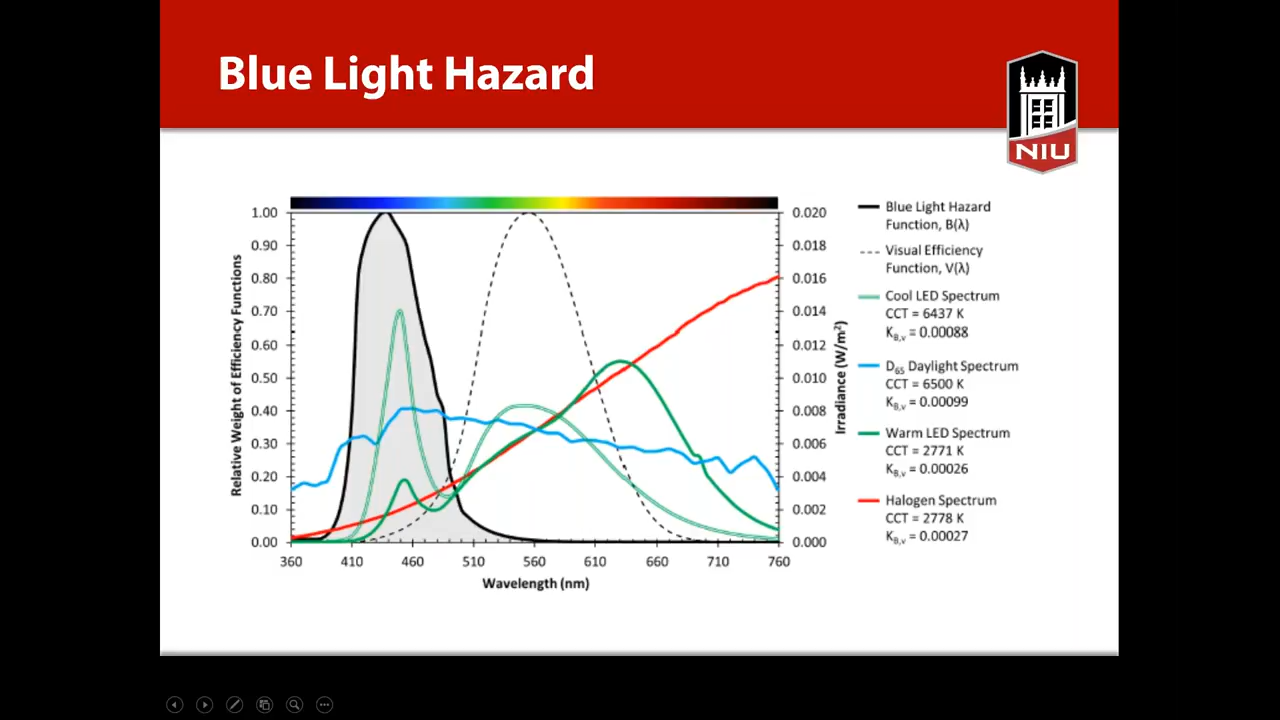 Blue Light Hazard
NIU
1.00
0.90
0.80
0.70
0.60
0.50
0.40
0.30
0.20
0.10
0.00
Relative Weight of Efficiency Functions
0.020
0.018
0.016
0.014
0.012
0.010
0.008
0.006
0.004
0.002
0.000
Irradiance (W/m²)
360 410 460 510 560 610 660 710 760
Wavelength (nm)
Blue Light Hazard
Function, B(λ)
Visual Efficiency
Function, V(λ)
Cool LED Spectrum
CCT = 6437 K
K_B,v = 0.00088
D_65 Daylight Spectrum
CCT = 6500 K
K_B,v = 0.00099
Warm LED Spectrum
CCT = 2771 K
K_B,v = 0.00026
Halogen Spectrum
CCT = 2778 K
K_B,v = 0.00027